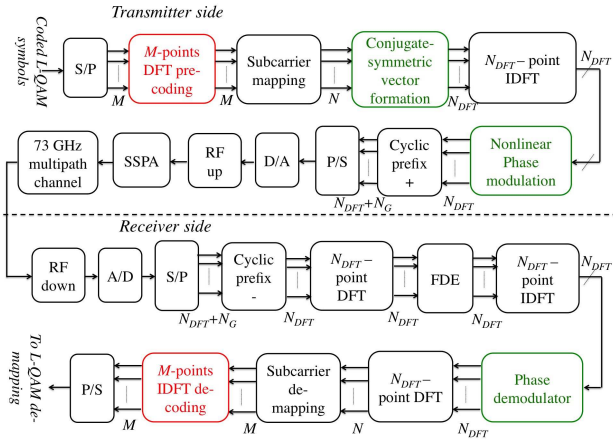 Transmitter side
Coded L-QAM
symbols
S/P
M
M-points
DFT pre-
coding
M
Subcarrier
mapping
N
Conjugate-
symmetric
vector
formation
N_DFT
N_DFT– point
IDFT
N_DFT
73 GHz
multipath
channel
SSPA
RF
up
D/A
P/S
N_DFT+N_G
Cyclic
prefix
+
N_DFT
Nonlinear
Phase
modulation
Receiver side
RF
down
A/D
S/P
N_DFT+N_G
Cyclic
prefix
-
N_DFT
N_DFT–
point
DFT
N_DFT
FDE
N_DFT
N_DFT–
point
IDFT
N_DFT
To L-QAM de-
mapping
P/S
M
M-points
IDFT de-
coding
M
Subcarrier
de-
mapping
N
N_DFT–
point DFT
N_DFT
Phase
demodulator